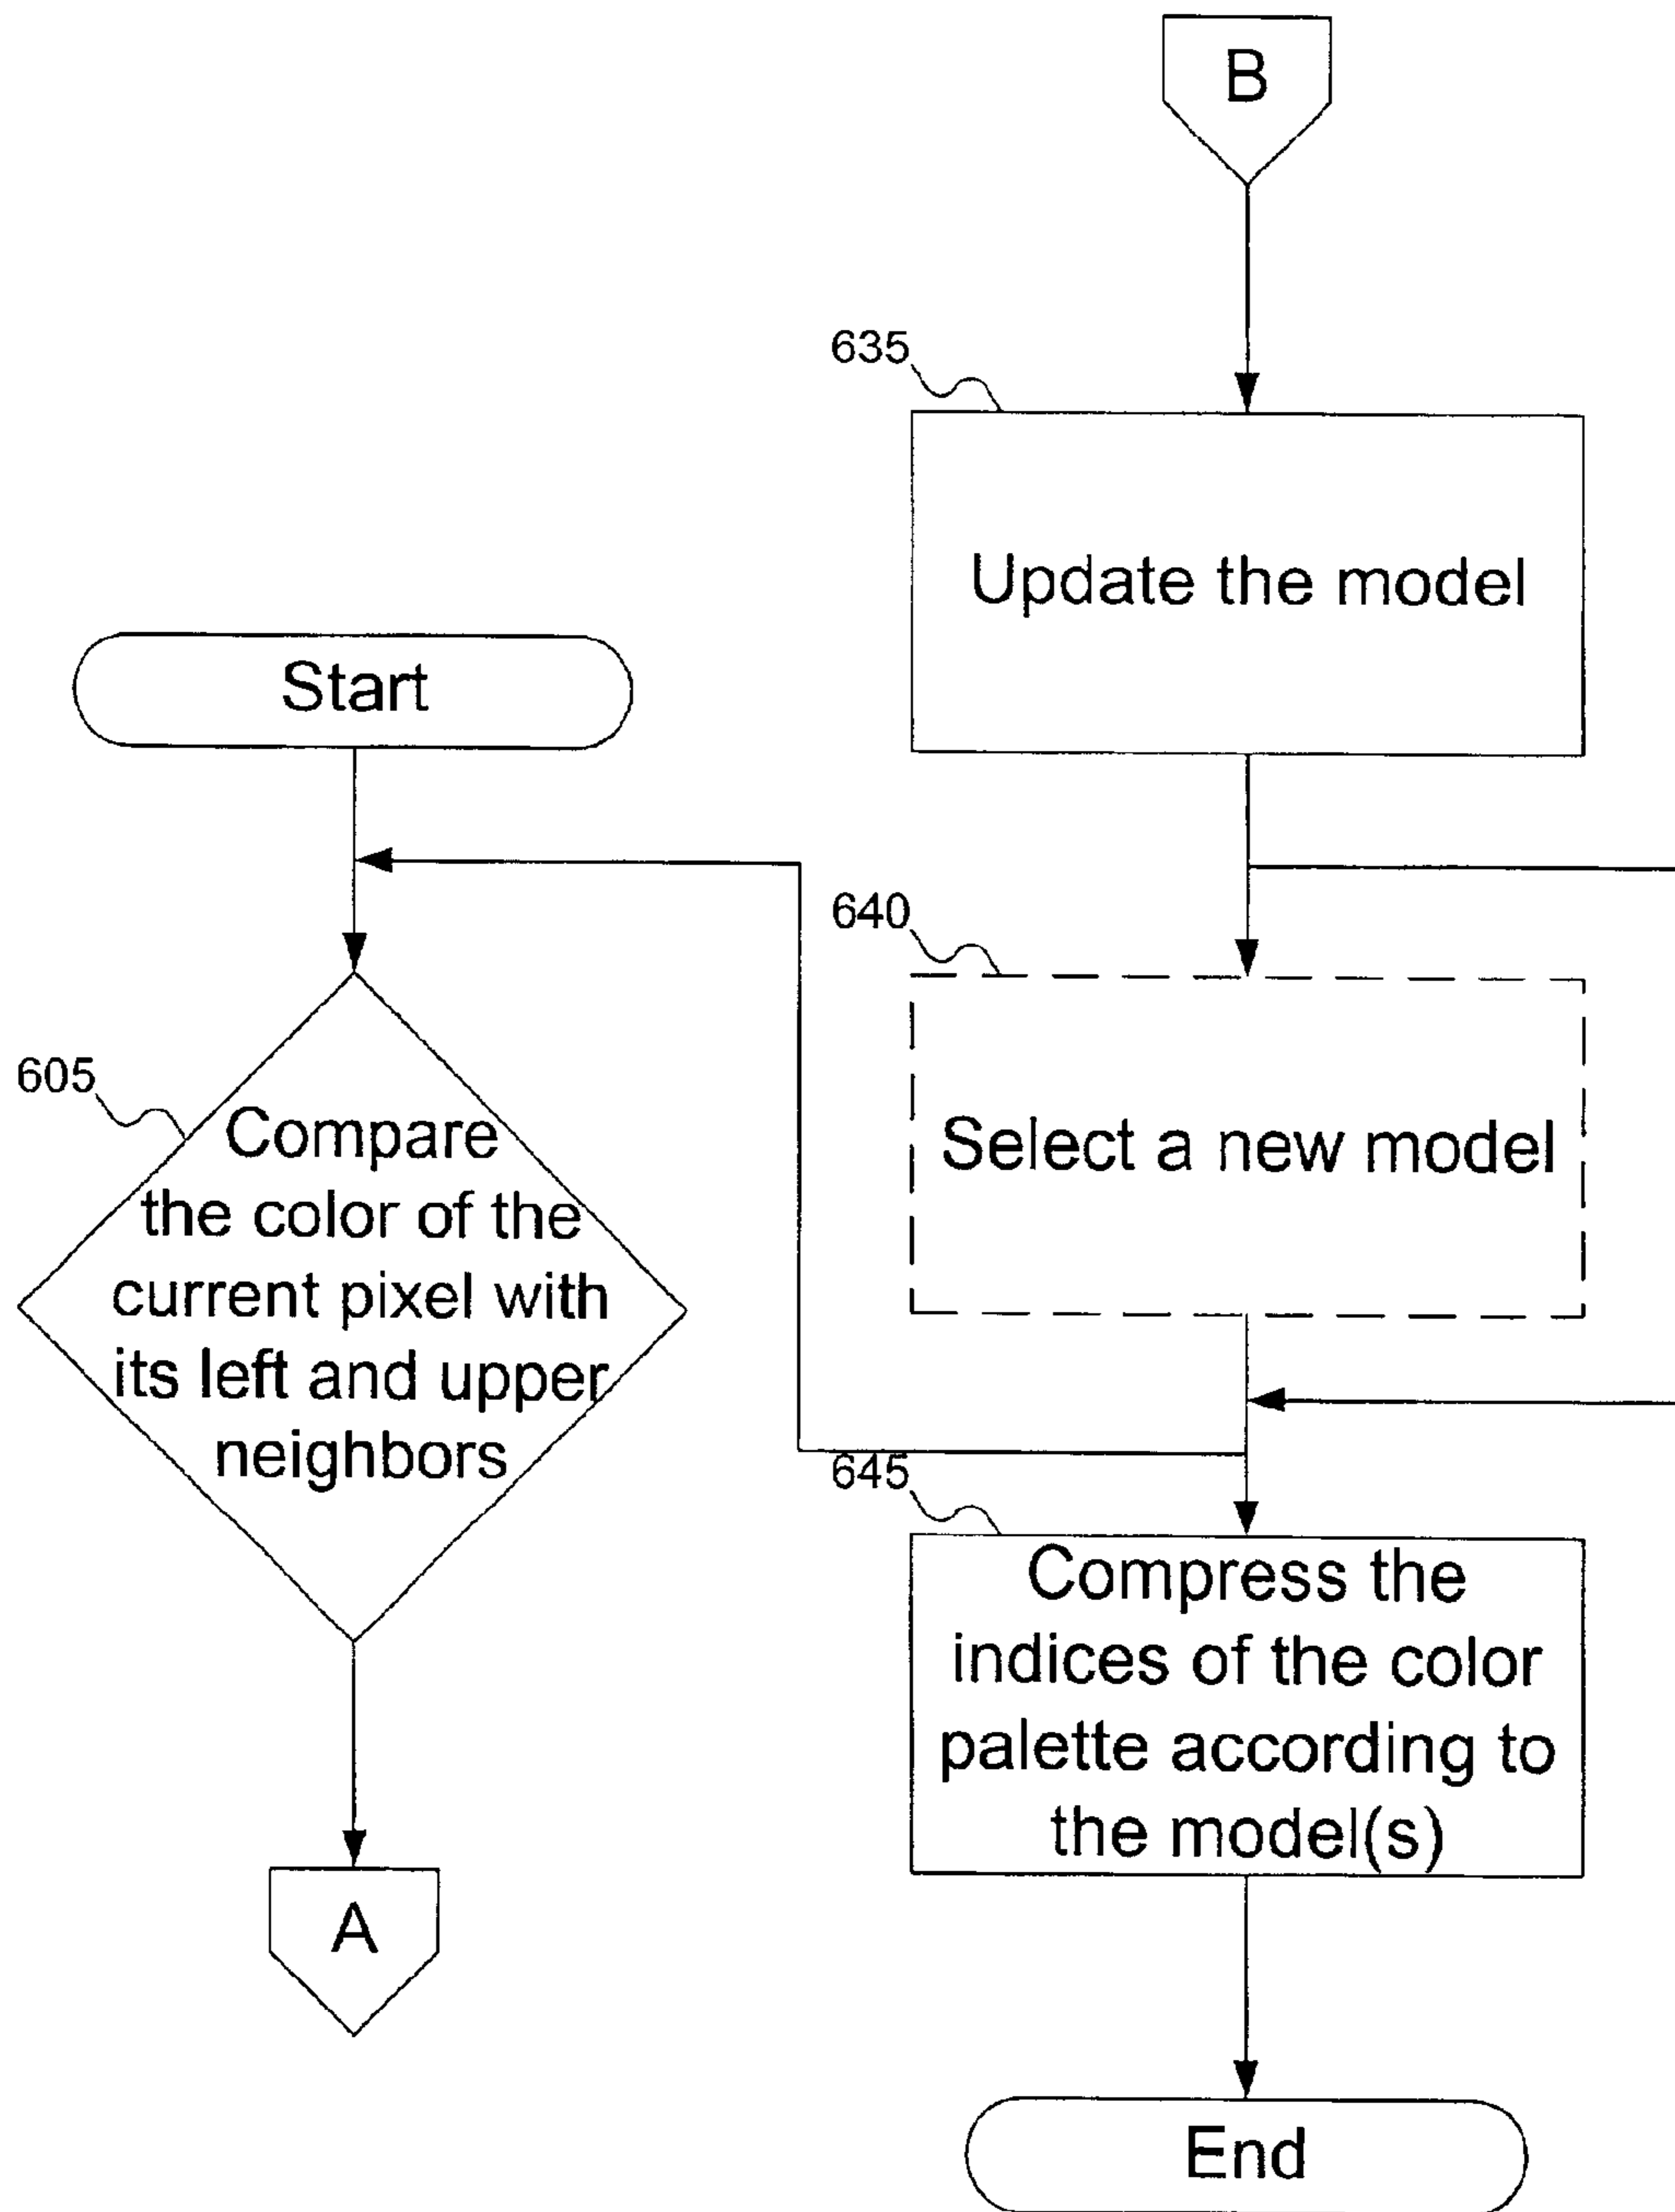 Start
605
Compare
the color of the
current pixel with
its left and upper
neighbors
A
B
635
Update the model
640
Select a new model
645
Compress the
indices of the color
palette according to
the model(s)
End